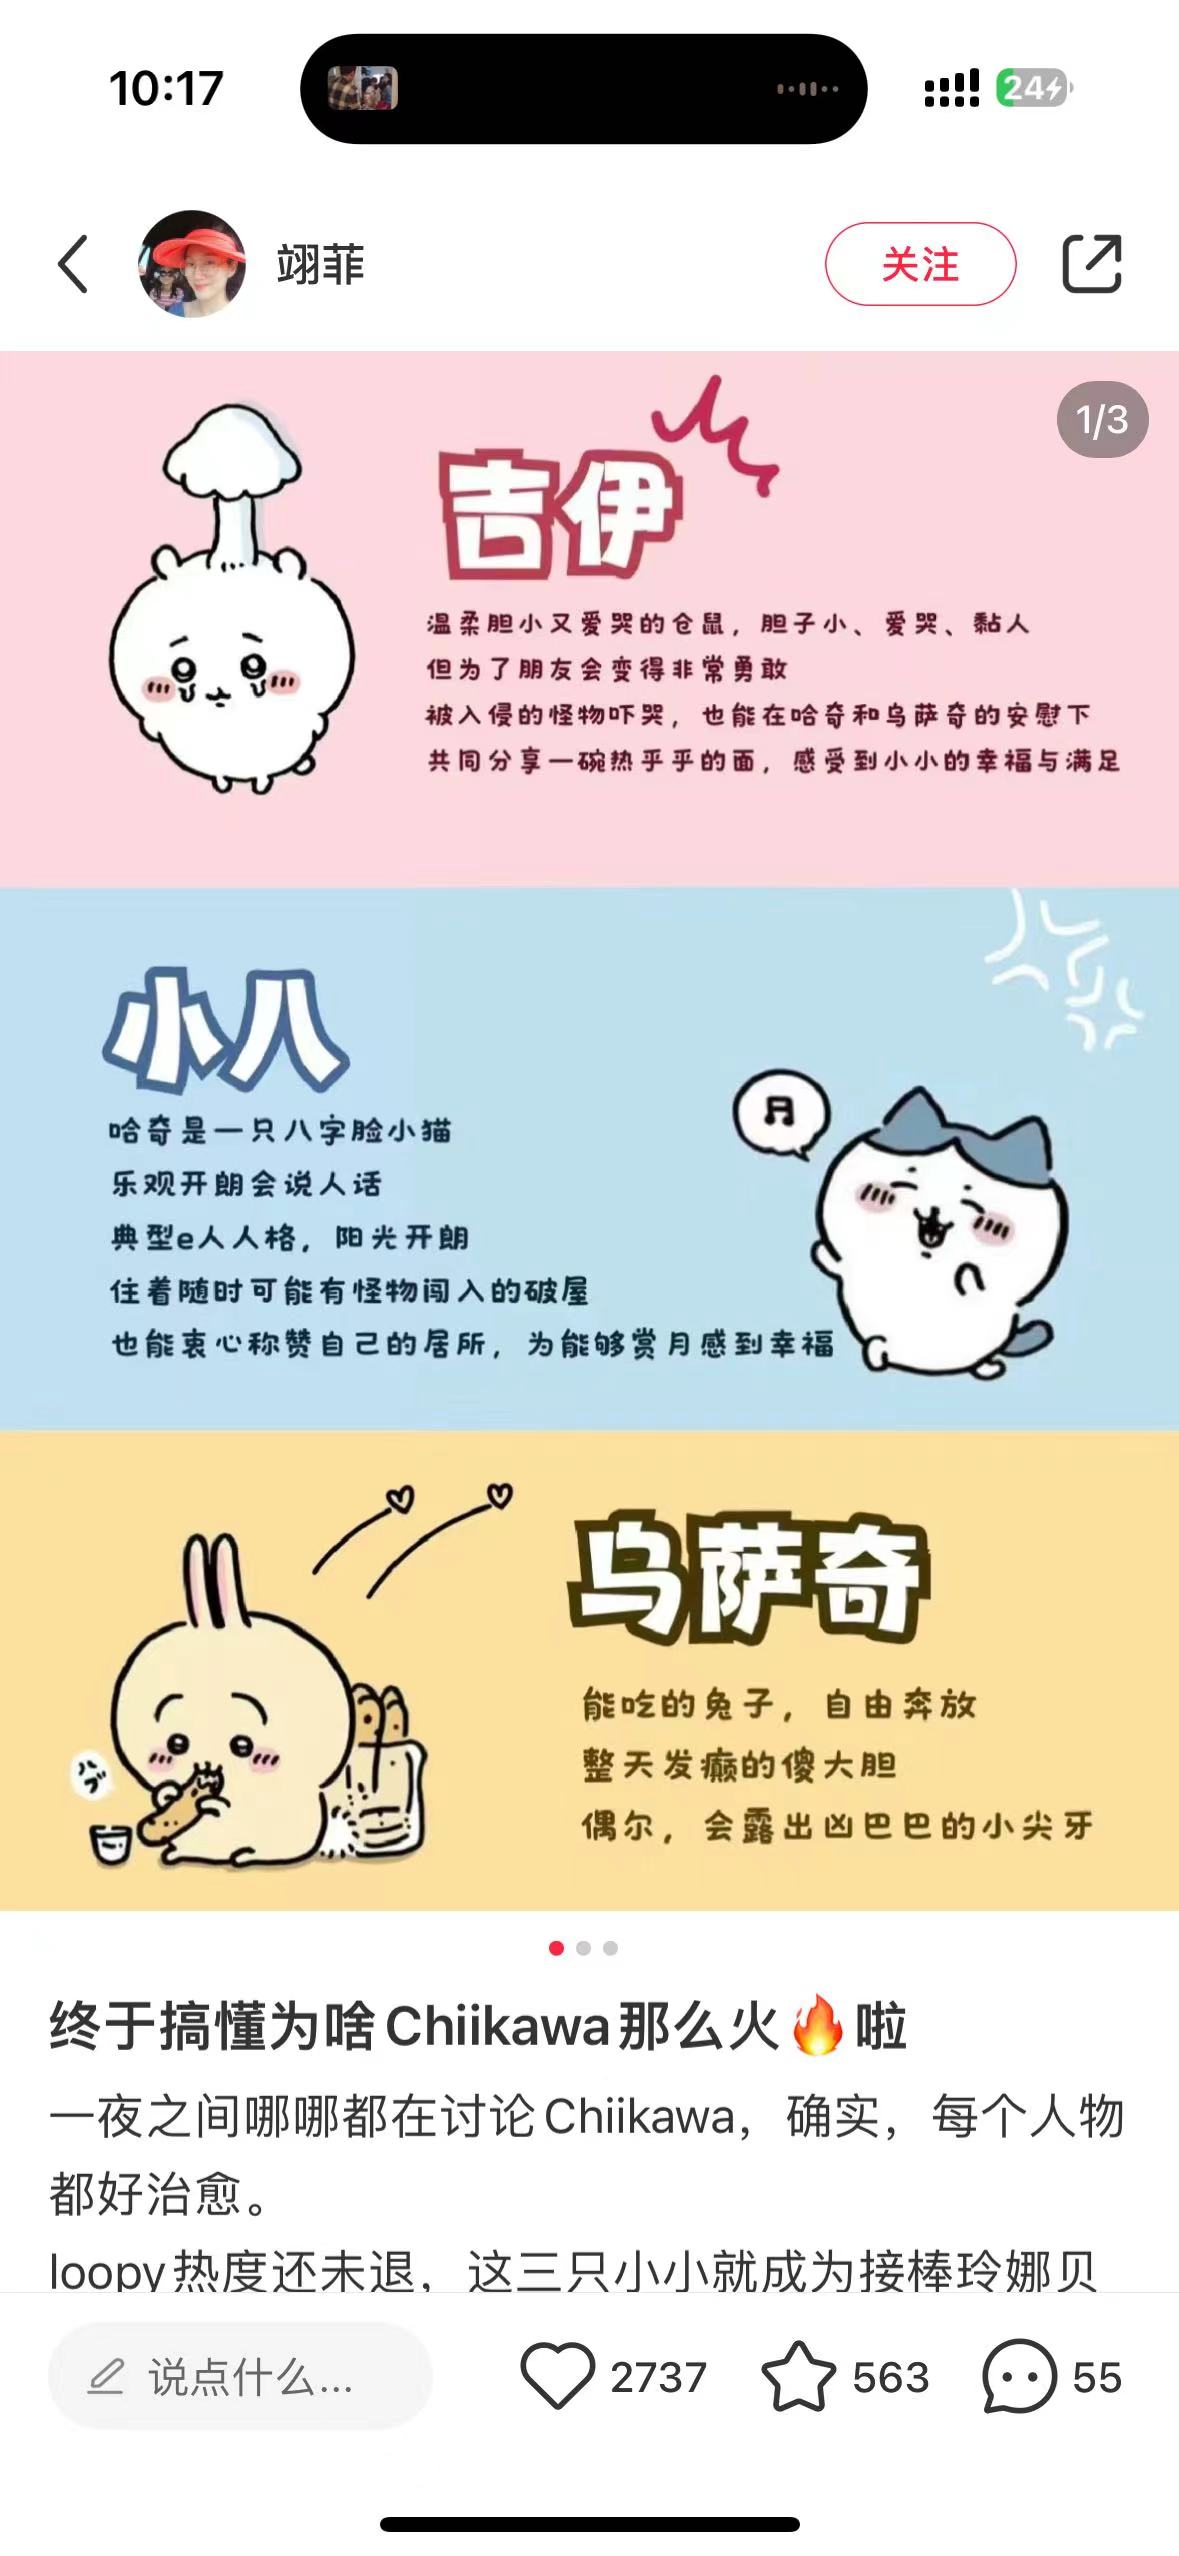 10:17
24
翊菲
关注
1/3
吉伊
温柔胆小又爱哭的仓鼠，胆子小、爱哭、黏人
但为了朋友会变得非常勇敢
被入侵的怪物吓哭，也能在哈奇和乌萨奇的安慰下
共同分享一碗热乎乎的面，感受到小小的幸福与满足
小八
哈奇是一只八字脸小猫
乐观开朗会说人话
典型e人人格，阳光开朗
住着随时可能有怪物闯入的破屋
也能衷心称赞自己的居所，为能够赏月感到幸福
乌萨奇
能吃的兔子，自由奔放
整天发癫的傻大胆
偶尔，会露出凶巴巴的小尖牙
ハブ
终于搞懂为啥Chiikawa那么火🔥啦
一夜之间哪哪都在讨论Chiikawa，确实，每个人物
都好治愈。
loopy热度还未退，这三只小小就成为接棒玲娜贝
说点什么...
2737
563
55